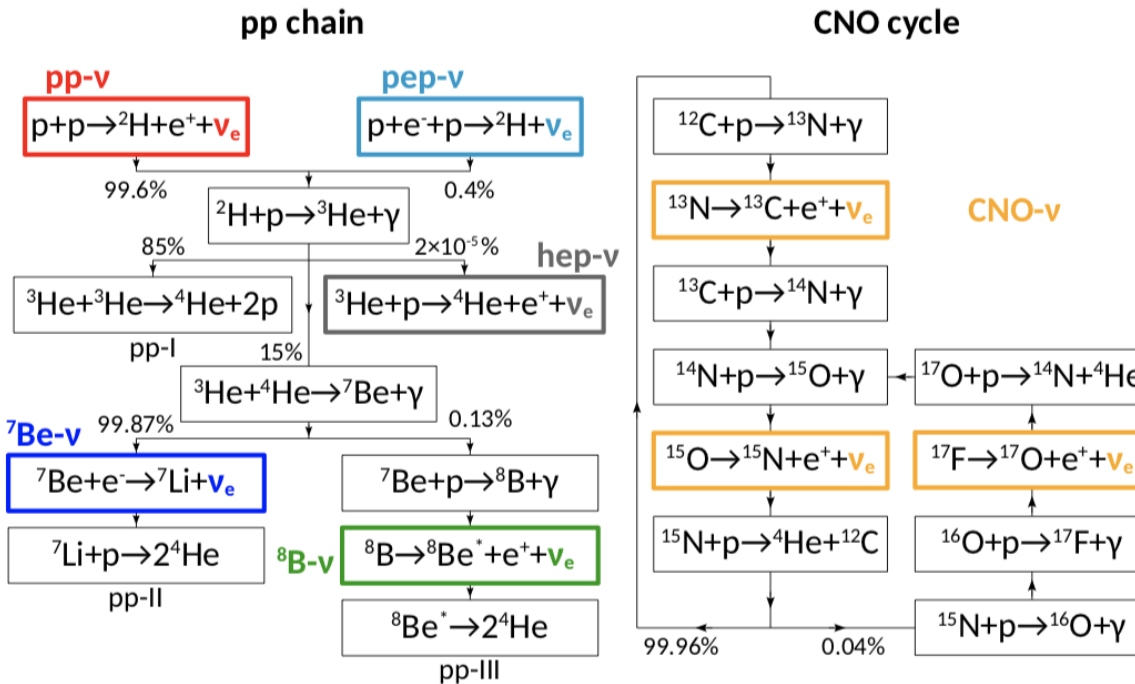 pp chain
pp-ν
pep-ν
p+p→²H+e⁺+νₑ
p+e⁻+p→²H+νₑ
99.6%
0.4%
²H+p→³He+γ
85%
2×10⁻⁵%
hep-ν
³He+³He→⁴He+2p
³He+p→⁴He+e⁺+νₑ
pp-I
15%
³He+⁴He→⁷Be+γ
⁷Be-ν
99.87%
0.13%
⁷Be+e⁻→⁷Li+νₑ
⁷Be+p→⁸B+γ
⁷Li+p→2⁴He
⁸B-ν
⁸B→⁸Be*+e⁺+νₑ
pp-II
⁸Be*→2⁴He
pp-III
CNO cycle
¹²C+p→¹³N+γ
¹³N→¹³C+e⁺+νₑ
CNO-ν
¹³C+p→¹⁴N+γ
¹⁴N+p→¹⁵O+γ
¹⁷O+p→¹⁴N+⁴He
¹⁵O→¹⁵N+e⁺+νₑ
¹⁷F→¹⁷O+e⁺+νₑ
¹⁵N+p→⁴He+¹²C
¹⁶O+p→¹⁷F+γ
¹⁵N+p→¹⁶O+γ
99.96%
0.04%